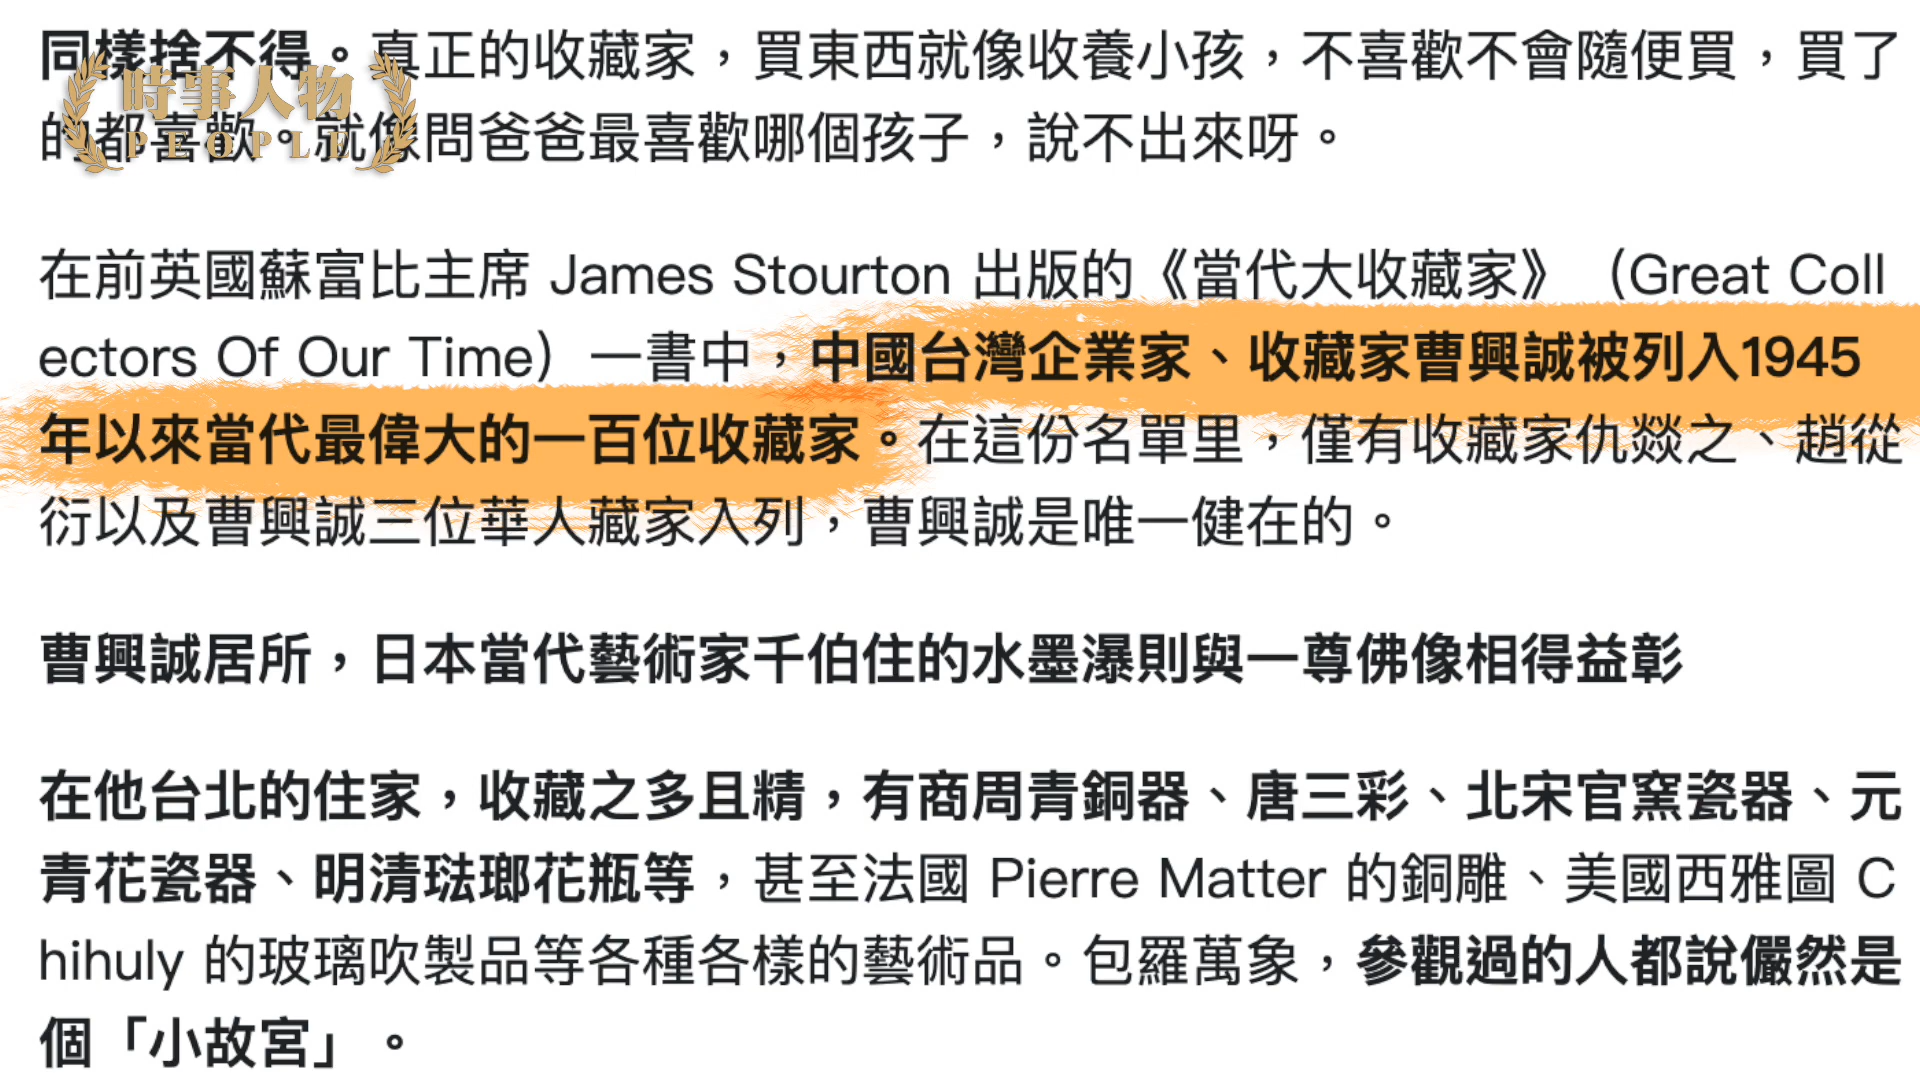 同樣捨不得。真正的收藏家，買東西就像收養小孩，不喜歡不會隨便買，買了
的都喜歡。就像問爸爸最喜歡哪個孩子，說不出來呀。
時事人物
PEOPLE
在前英國蘇富比主席 James Stourton 出版的《當代大收藏家》（Great Coll
ectors Of Our Time）一書中，中國台灣企業家、收藏家曹興誠被列入1945
年以來當代最偉大的一百位收藏家。在這份名單里，僅有收藏家仇燚之、趙從
衍以及曹興誠三位華人藏家入列，曹興誠是唯一健在的。
曹興誠居所，日本當代藝術家千伯住的水墨瀑則與一尊佛像相得益彰
在他台北的住家，收藏之多且精，有商周青銅器、唐三彩、北宋官窯瓷器、元
青花瓷器、明清琺瑯花瓶等，甚至法國 Pierre Matter 的銅雕、美國西雅圖 C
hihuly 的玻璃吹製品等各種各樣的藝術品。包羅萬象，參觀過的人都說儼然是
個「小故宮」。